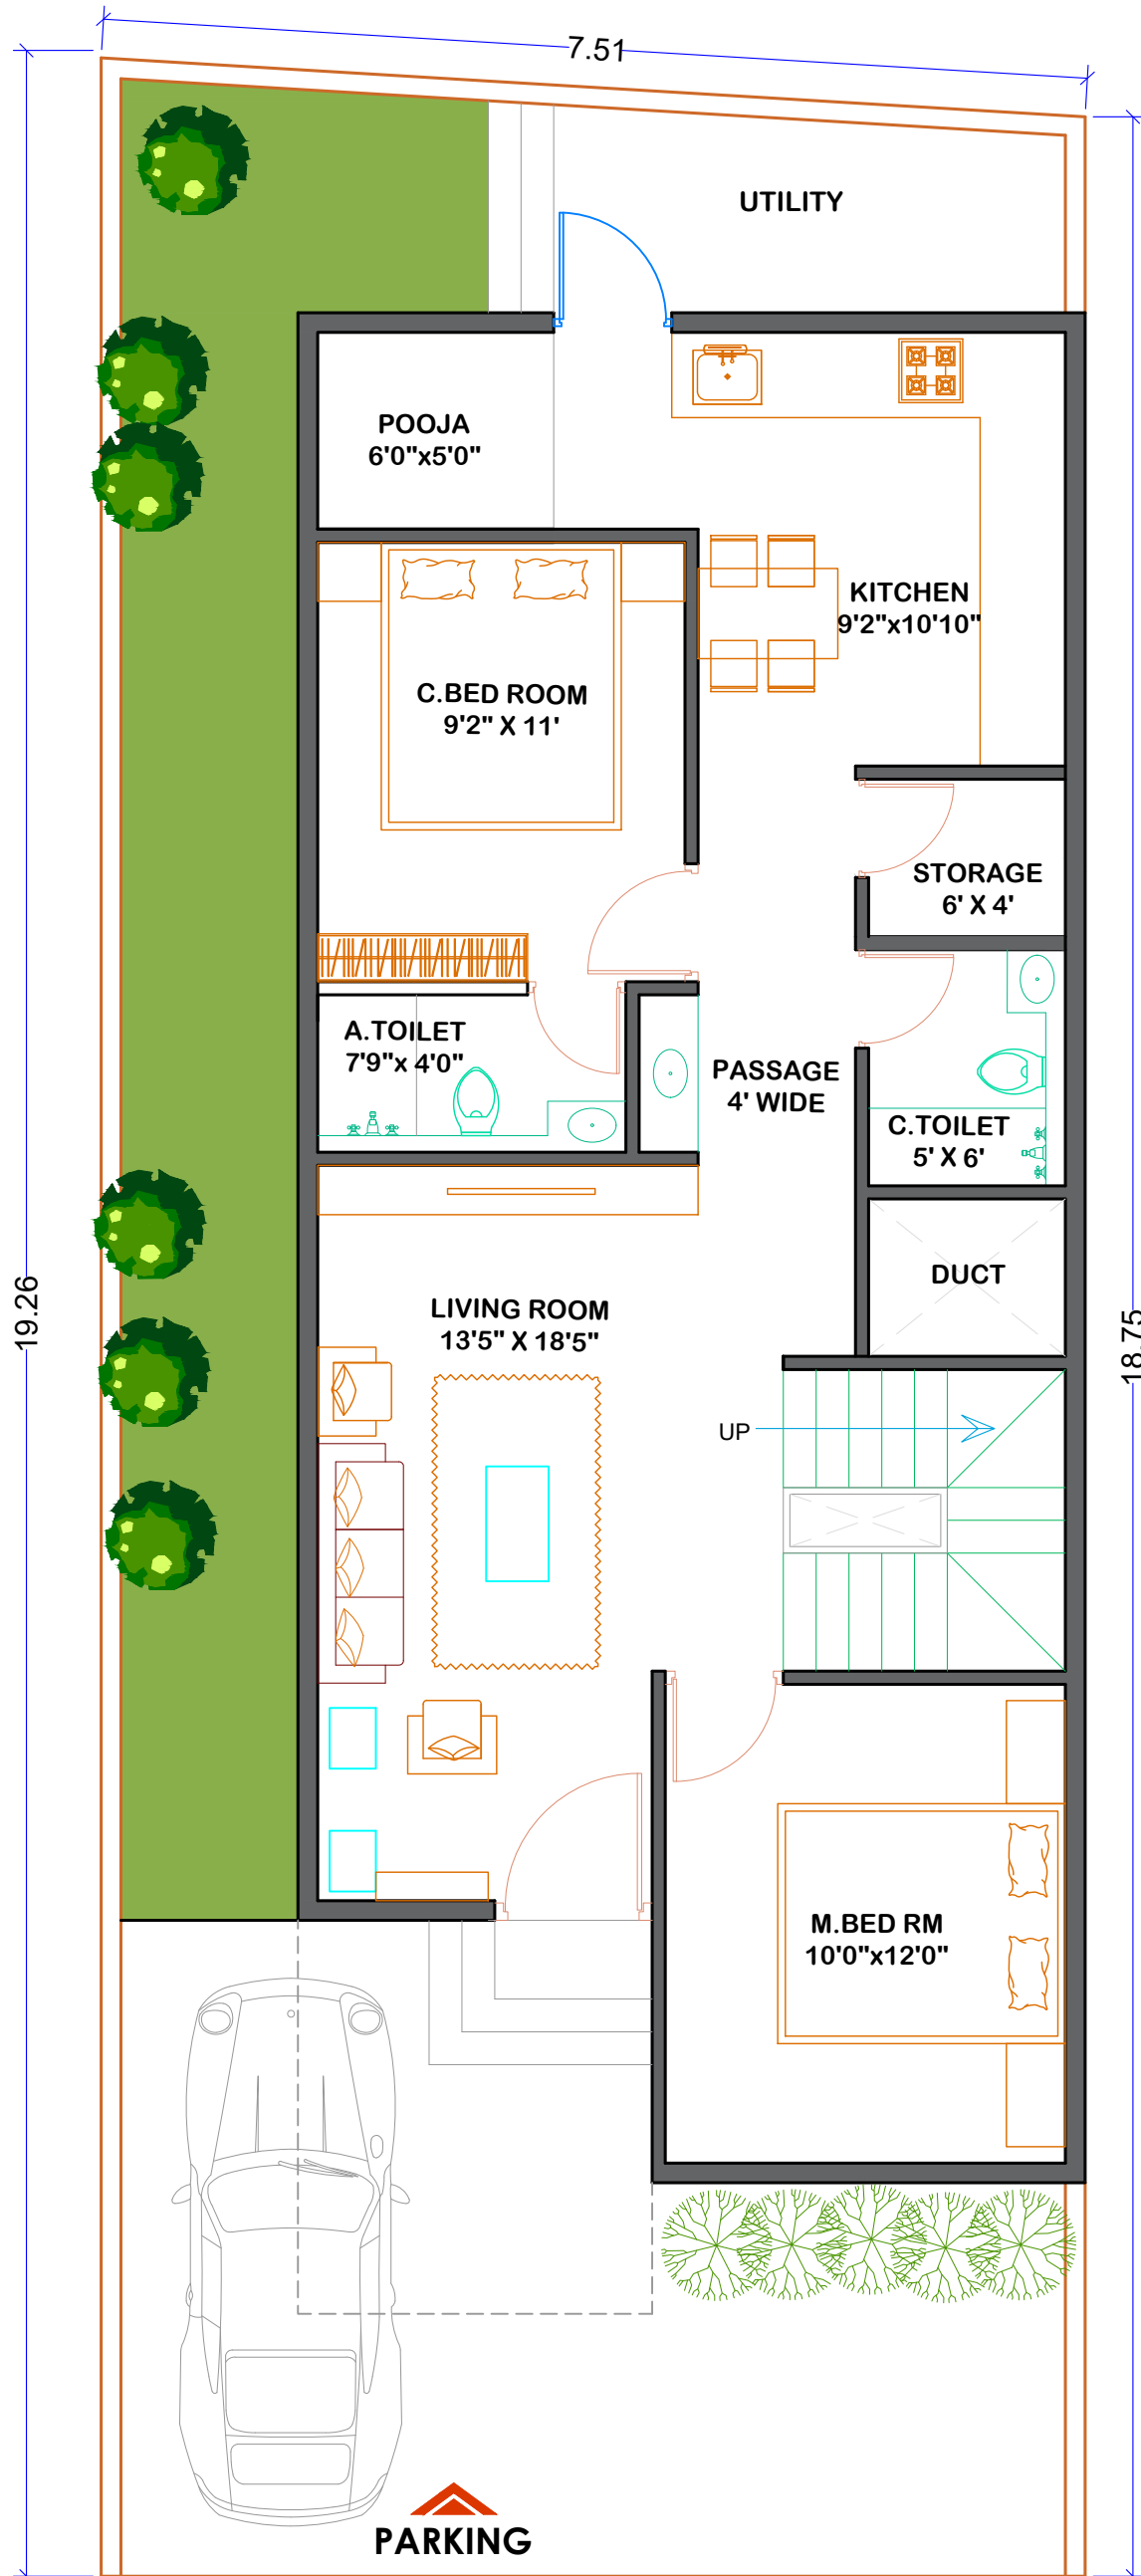 7.51
UTILITY
POOJA
6'0"x5'0"
KITCHEN
9'2"x10'10"
C.BED ROOM
9'2" X 11'
STORAGE
6' X 4'
A.TOILET
7'9"x 4'0"
PASSAGE
4' WIDE
C.TOILET
5' X 6'
DUCT
LIVING ROOM
13'5" X 18'5"
19.26
18.75
UP
M.BED RM
10'0"x12'0"
PARKING